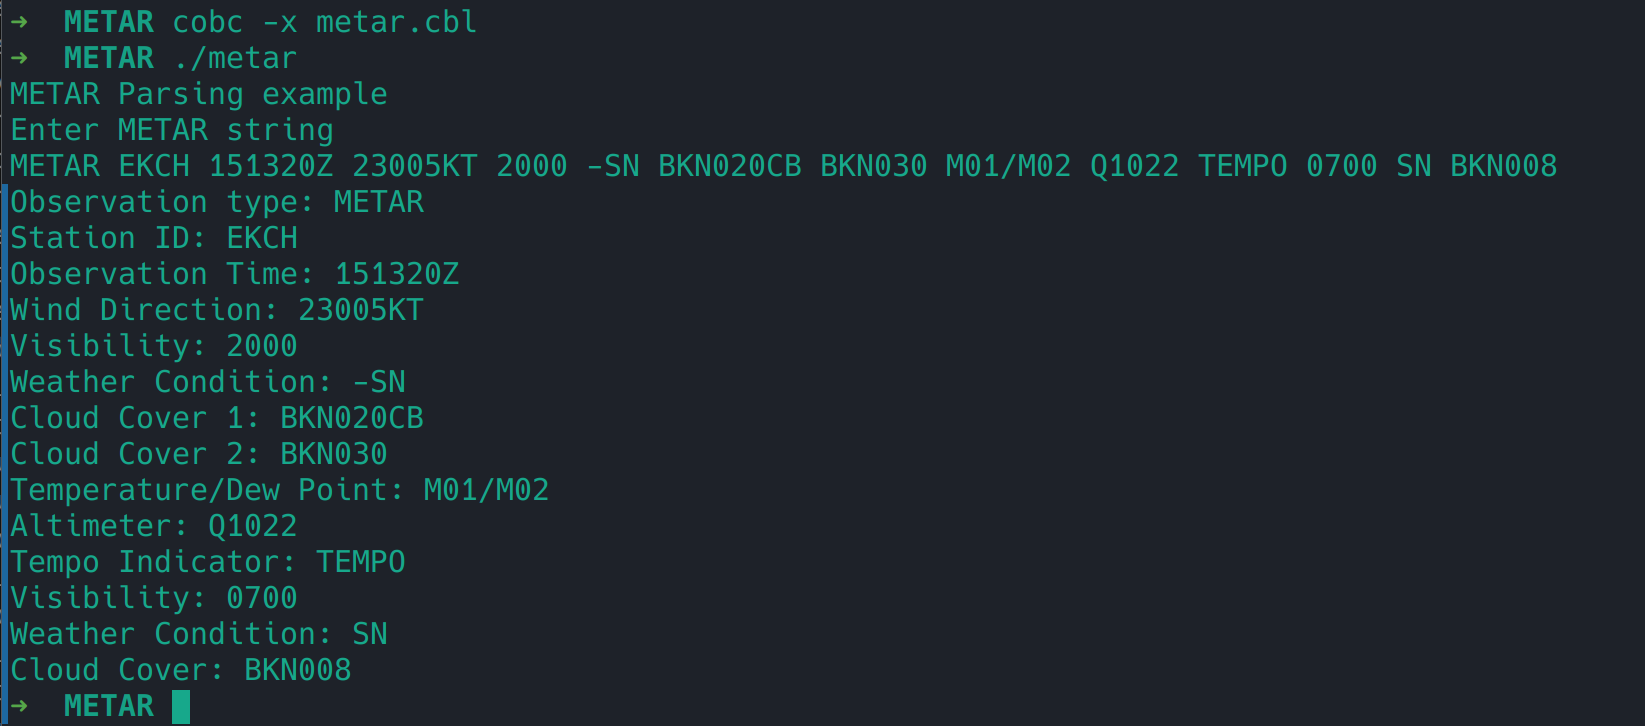 ➜  METAR cobc -x metar.cbl
➜  METAR ./metar
METAR Parsing example
Enter METAR string
METAR EKCH 151320Z 23005KT 2000 -SN BKN020CB BKN030 M01/M02 Q1022 TEMPO 0700 SN BKN008
Observation type: METAR
Station ID: EKCH
Observation Time: 151320Z
Wind Direction: 23005KT
Visibility: 2000
Weather Condition: -SN
Cloud Cover 1: BKN020CB
Cloud Cover 2: BKN030
Temperature/Dew Point: M01/M02
Altimeter: Q1022
Tempo Indicator: TEMPO
Visibility: 0700
Weather Condition: SN
Cloud Cover: BKN008
➜  METAR